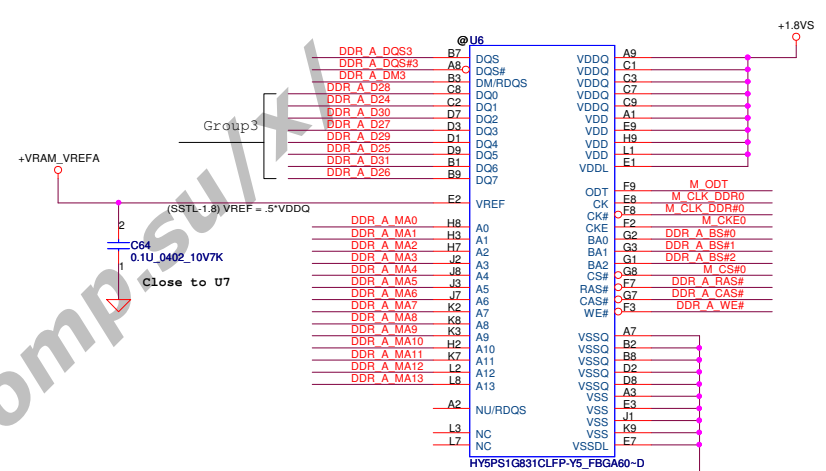 @ U6
+1.8VS
DDR_A_DQS3 B7 DQS VDDQ A9
DDR_A_DQS#3 A8 DQS# VDDQ C1
DDR_A_DM3 B3 DM/RDQS VDDQ C3
DDR_A_D28 C8 DQ0 VDDQ C7
DDR_A_D24 C2 DQ1 VDDQ C9
DDR_A_D30 D7 DQ2 VDD A1
Group3 DDR_A_D27 D3 DQ3 VDD E9
DDR_A_D29 D1 DQ4 VDD H9
DDR_A_D25 D9 DQ5 VDD L1
DDR_A_D31 B1 DQ6 VDDL E1
DDR_A_D26 B9 DQ7
+VRAM_VREFA
ODT F9 M_ODT
E2 VREF CK E8 M_CLK_DDR0
(SSTL-1.8) VREF = .5*VDDQ CK# F8 M_CLK_DDR#0
CKE F2 M_CKE0
DDR_A_MA0 H8 A0 BA0 G2 DDR_A_BS#0
DDR_A_MA1 H3 A1 BA1 G3 DDR_A_BS#1
DDR_A_MA2 H7 A2 BA2 G1 DDR_A_BS#2
DDR_A_MA3 J2 A3 CS# G8 M_CS#0
DDR_A_MA4 J8 A4 RAS# F7 DDR_A_RAS#
DDR_A_MA5 J3 A5 CAS# G7 DDR_A_CAS#
DDR_A_MA6 J7 A6 WE# F3 DDR_A_WE#
DDR_A_MA7 K2 A7
DDR_A_MA8 K8 A8
DDR_A_MA9 K3 A9 VSSQ A7
DDR_A_MA10 H2 A10 VSSQ B2
DDR_A_MA11 K7 A11 VSSQ B8
DDR_A_MA12 L2 A12 VSSQ D2
DDR_A_MA13 L8 A13 VSSQ D8
VSS A3
A2 NU/RDQS VSS E3
VSS J1
L3 NC VSS K9
L7 NC VSSDL E7
2
C64
0.1U_0402_10V7K
1
Close to U7
HY5PS1G831CLFP-Y5_FBGA60~D
omp.su/x/